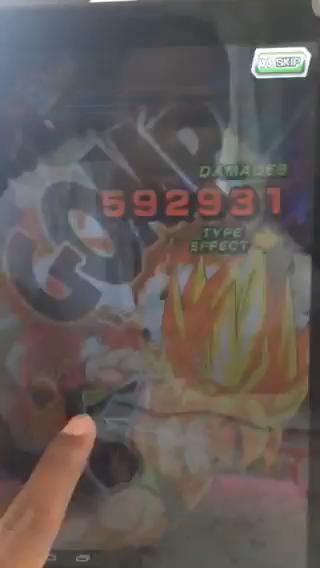 SKIP
DAMAGES
592931
TYPE
EFFECT